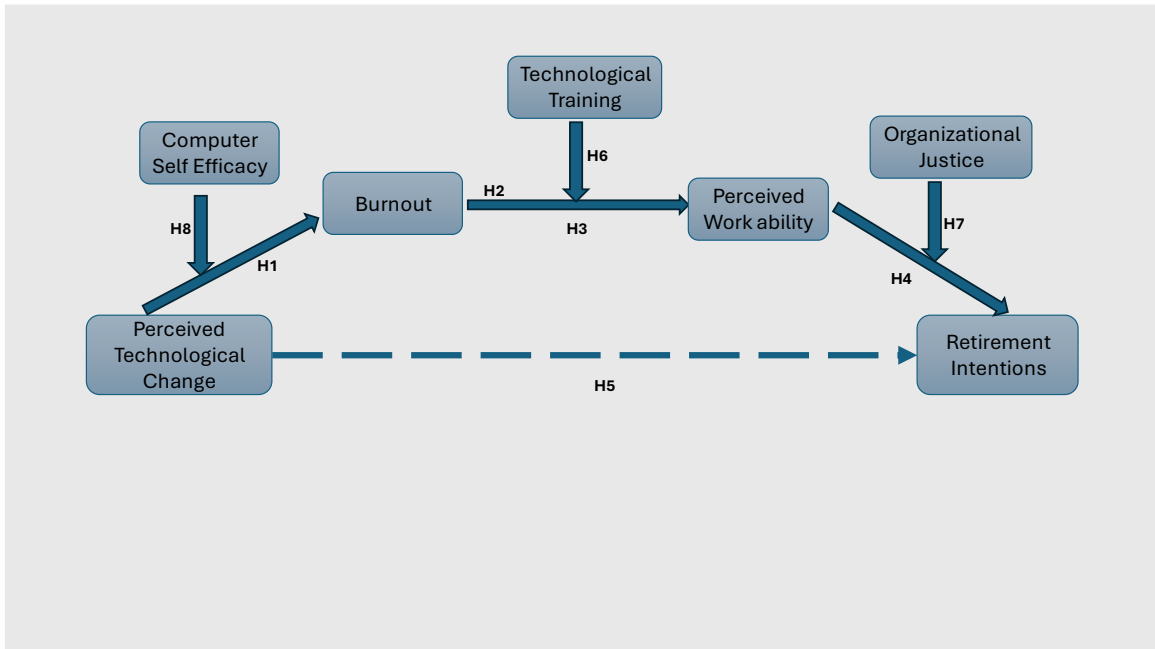 Technological
Training
Computer
Self Efficacy
Organizational
Justice
H6
Burnout
H2
Perceived
Work ability
H8
H3
H7
H1
H4
Perceived
Technological
Change
Retirement
Intentions
H5